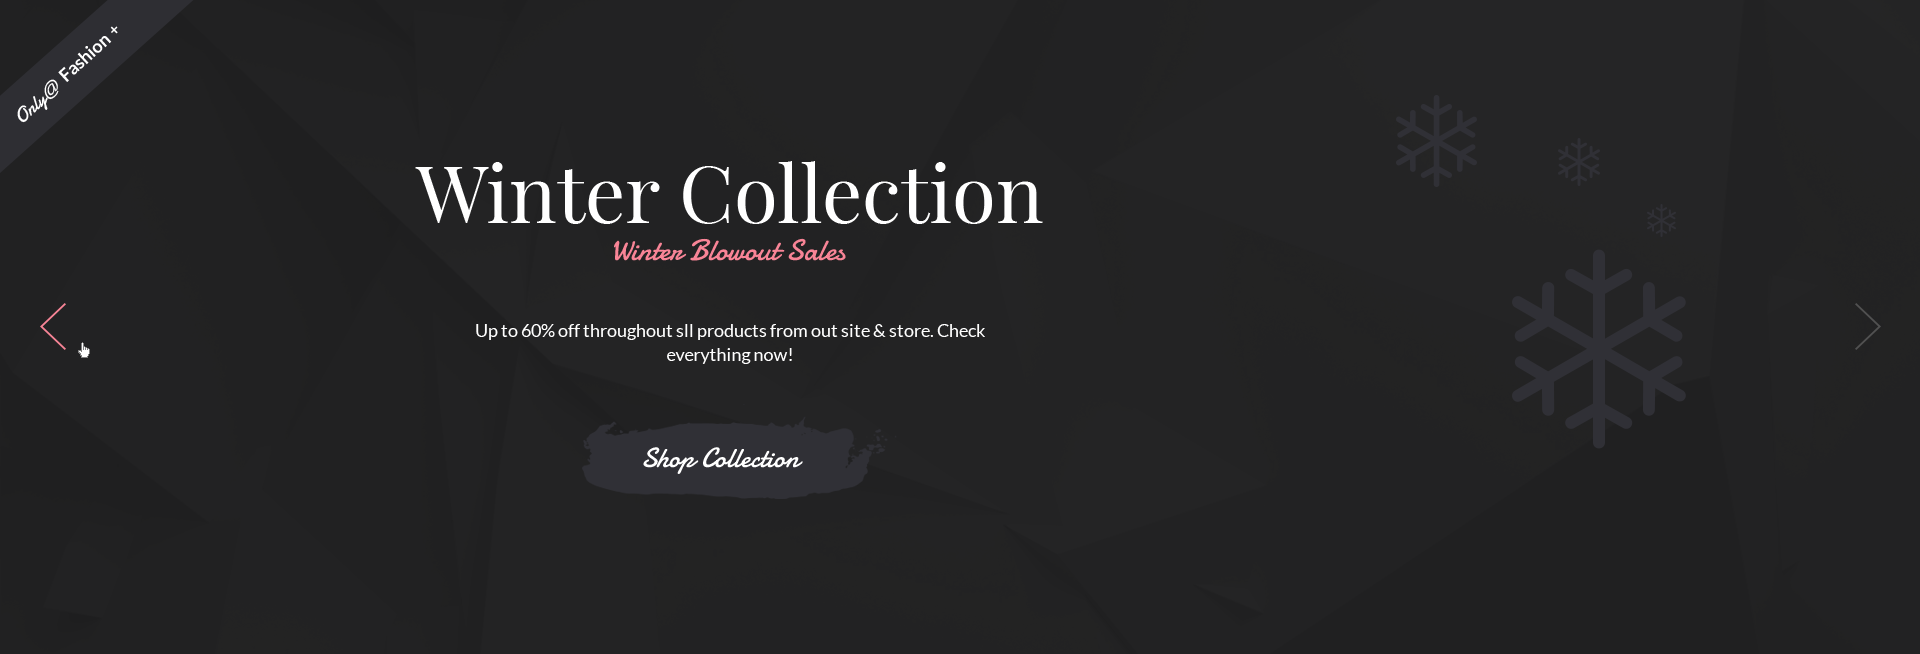 Only@ Fashion +
Winter Collection
Winter Blowout Sales
Up to 60% off throughout sll products from out site & store. Check
everything now!
Shop Collection